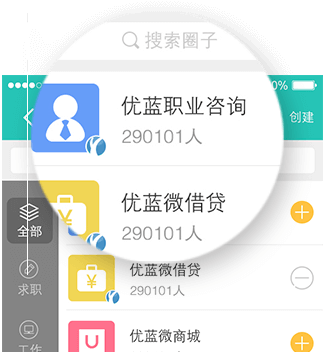 搜索圈子
0%
创建
优蓝职业咨询
290101人
优蓝微借贷
290101人
全部
优蓝微借贷
290101人
求职
优蓝微商城
工作